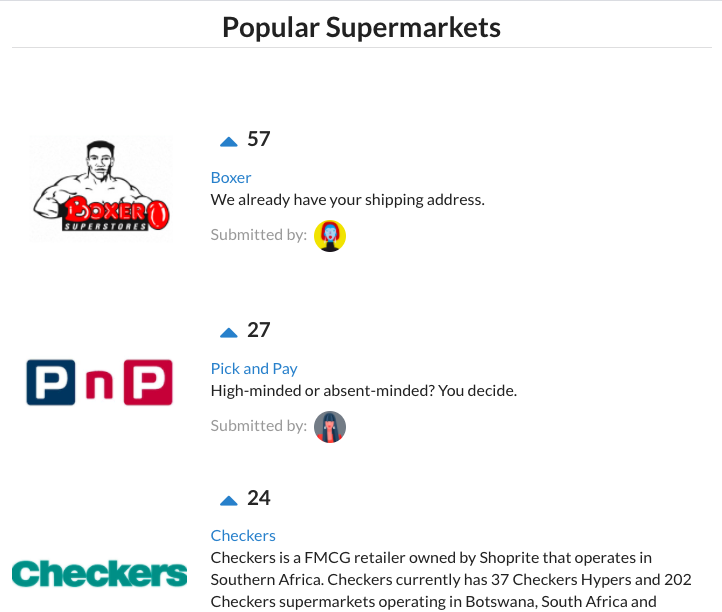 Popular Supermarkets
57
BOXER
SUPERSTORES
Boxer
We already have your shipping address.
Submitted by:
27
PnP
Pick and Pay
High-minded or absent-minded? You decide.
Submitted by:
24
Checkers
Checkers
Checkers is a FMCG retailer owned by Shoprite that operates in
Southern Africa. Checkers currently has 37 Checkers Hypers and 202
Checkers supermarkets operating in Botswana, South Africa and